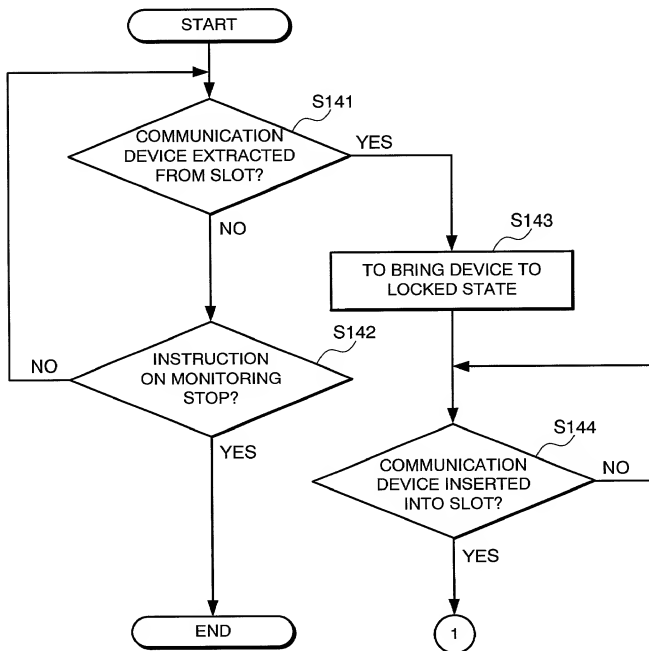 START
S141
COMMUNICATION
DEVICE EXTRACTED
FROM SLOT?
YES
NO
S143
TO BRING DEVICE TO
LOCKED STATE
S142
INSTRUCTION
ON MONITORING
STOP?
NO
YES
S144
COMMUNICATION
DEVICE INSERTED
INTO SLOT?
NO
YES
END
1